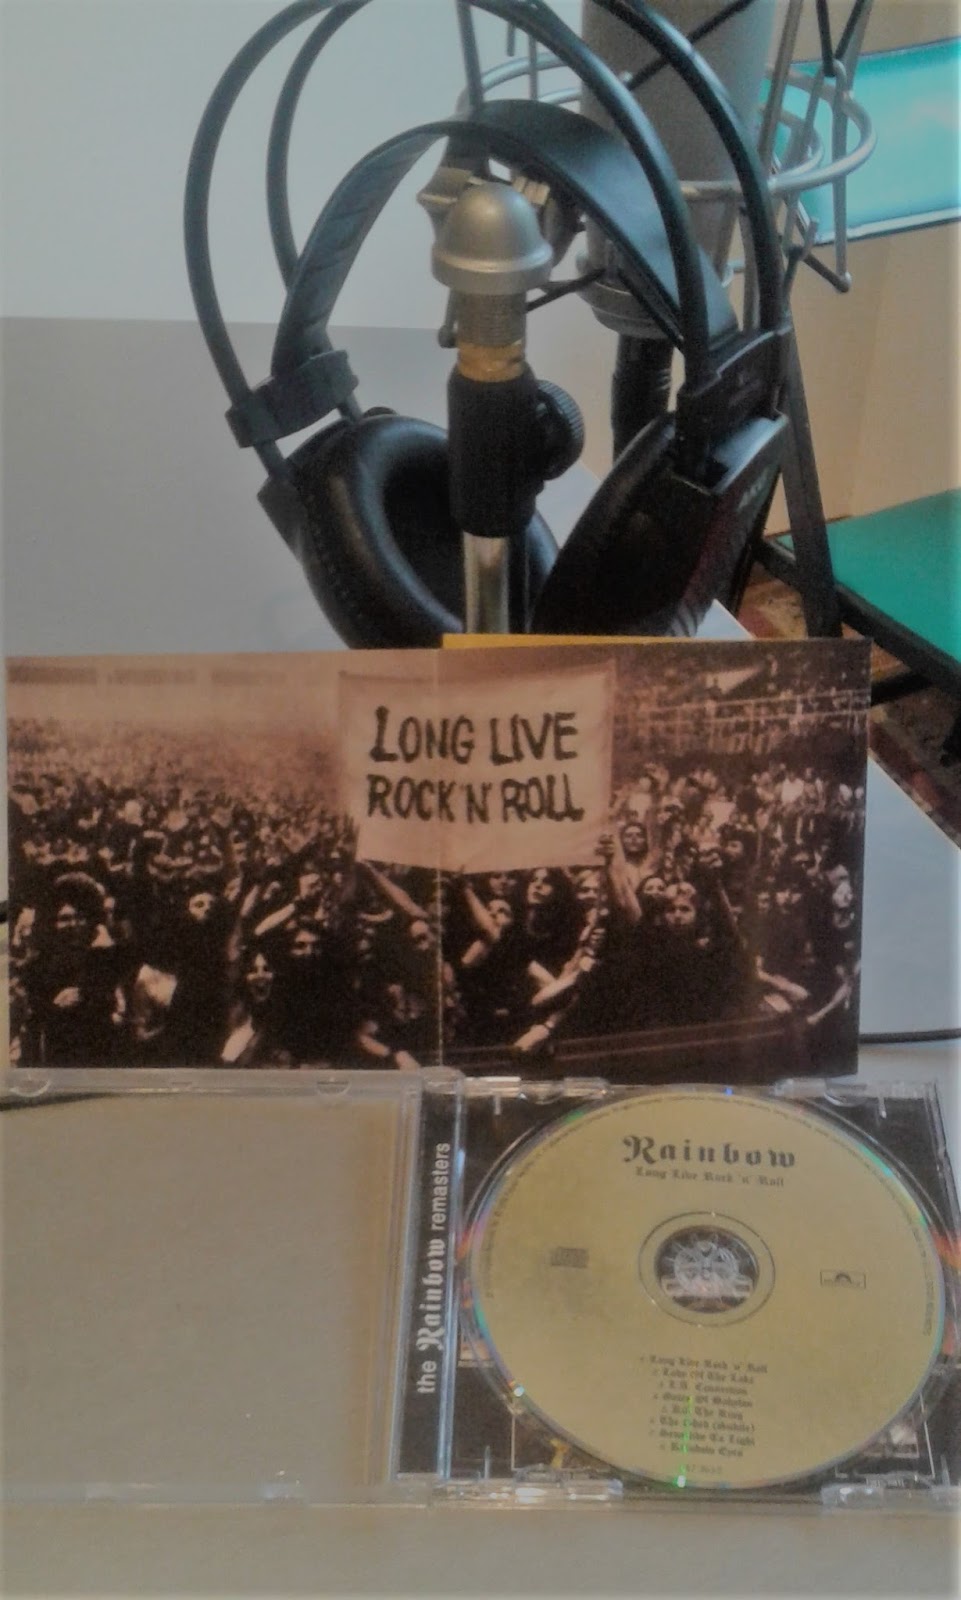 LONG LIVE
ROCK 'N' ROLL
the Rainbow remasters
Rainbow
Long Live Rock 'n' Roll
Long Live Rock 'n' Roll
Lady Of The Lake
L.A. Connection
Gates Of Babylon
Kill The King
The Shed (Subtle)
Sensitive To Light
Rainbow Eyes